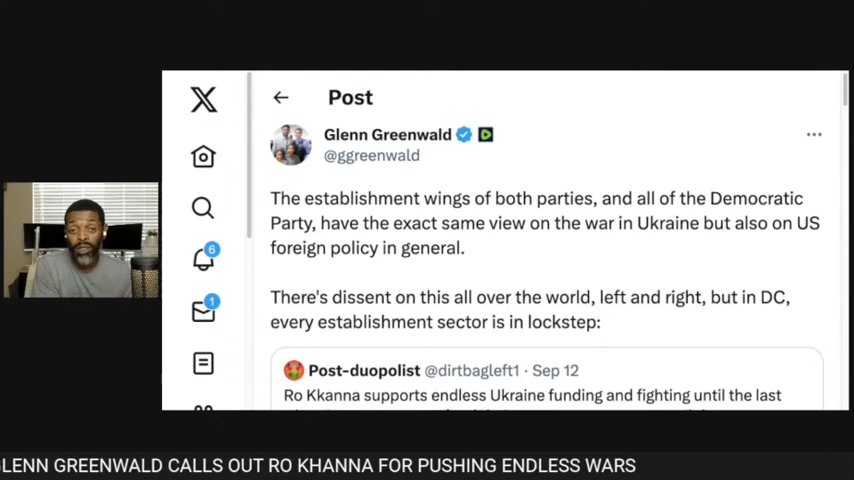 Post
Glenn Greenwald
@ggreenwald
The establishment wings of both parties, and all of the Democratic
Party, have the exact same view on the war in Ukraine but also on US
foreign policy in general.
There's dissent on this all over the world, left and right, but in DC,
every establishment sector is in lockstep:
6
1
Post-duopolist @dirtbagleft1 · Sep 12
Ro Kkanna supports endless Ukraine funding and fighting until the last
GLENN GREENWALD CALLS OUT RO KHANNA FOR PUSHING ENDLESS WARS